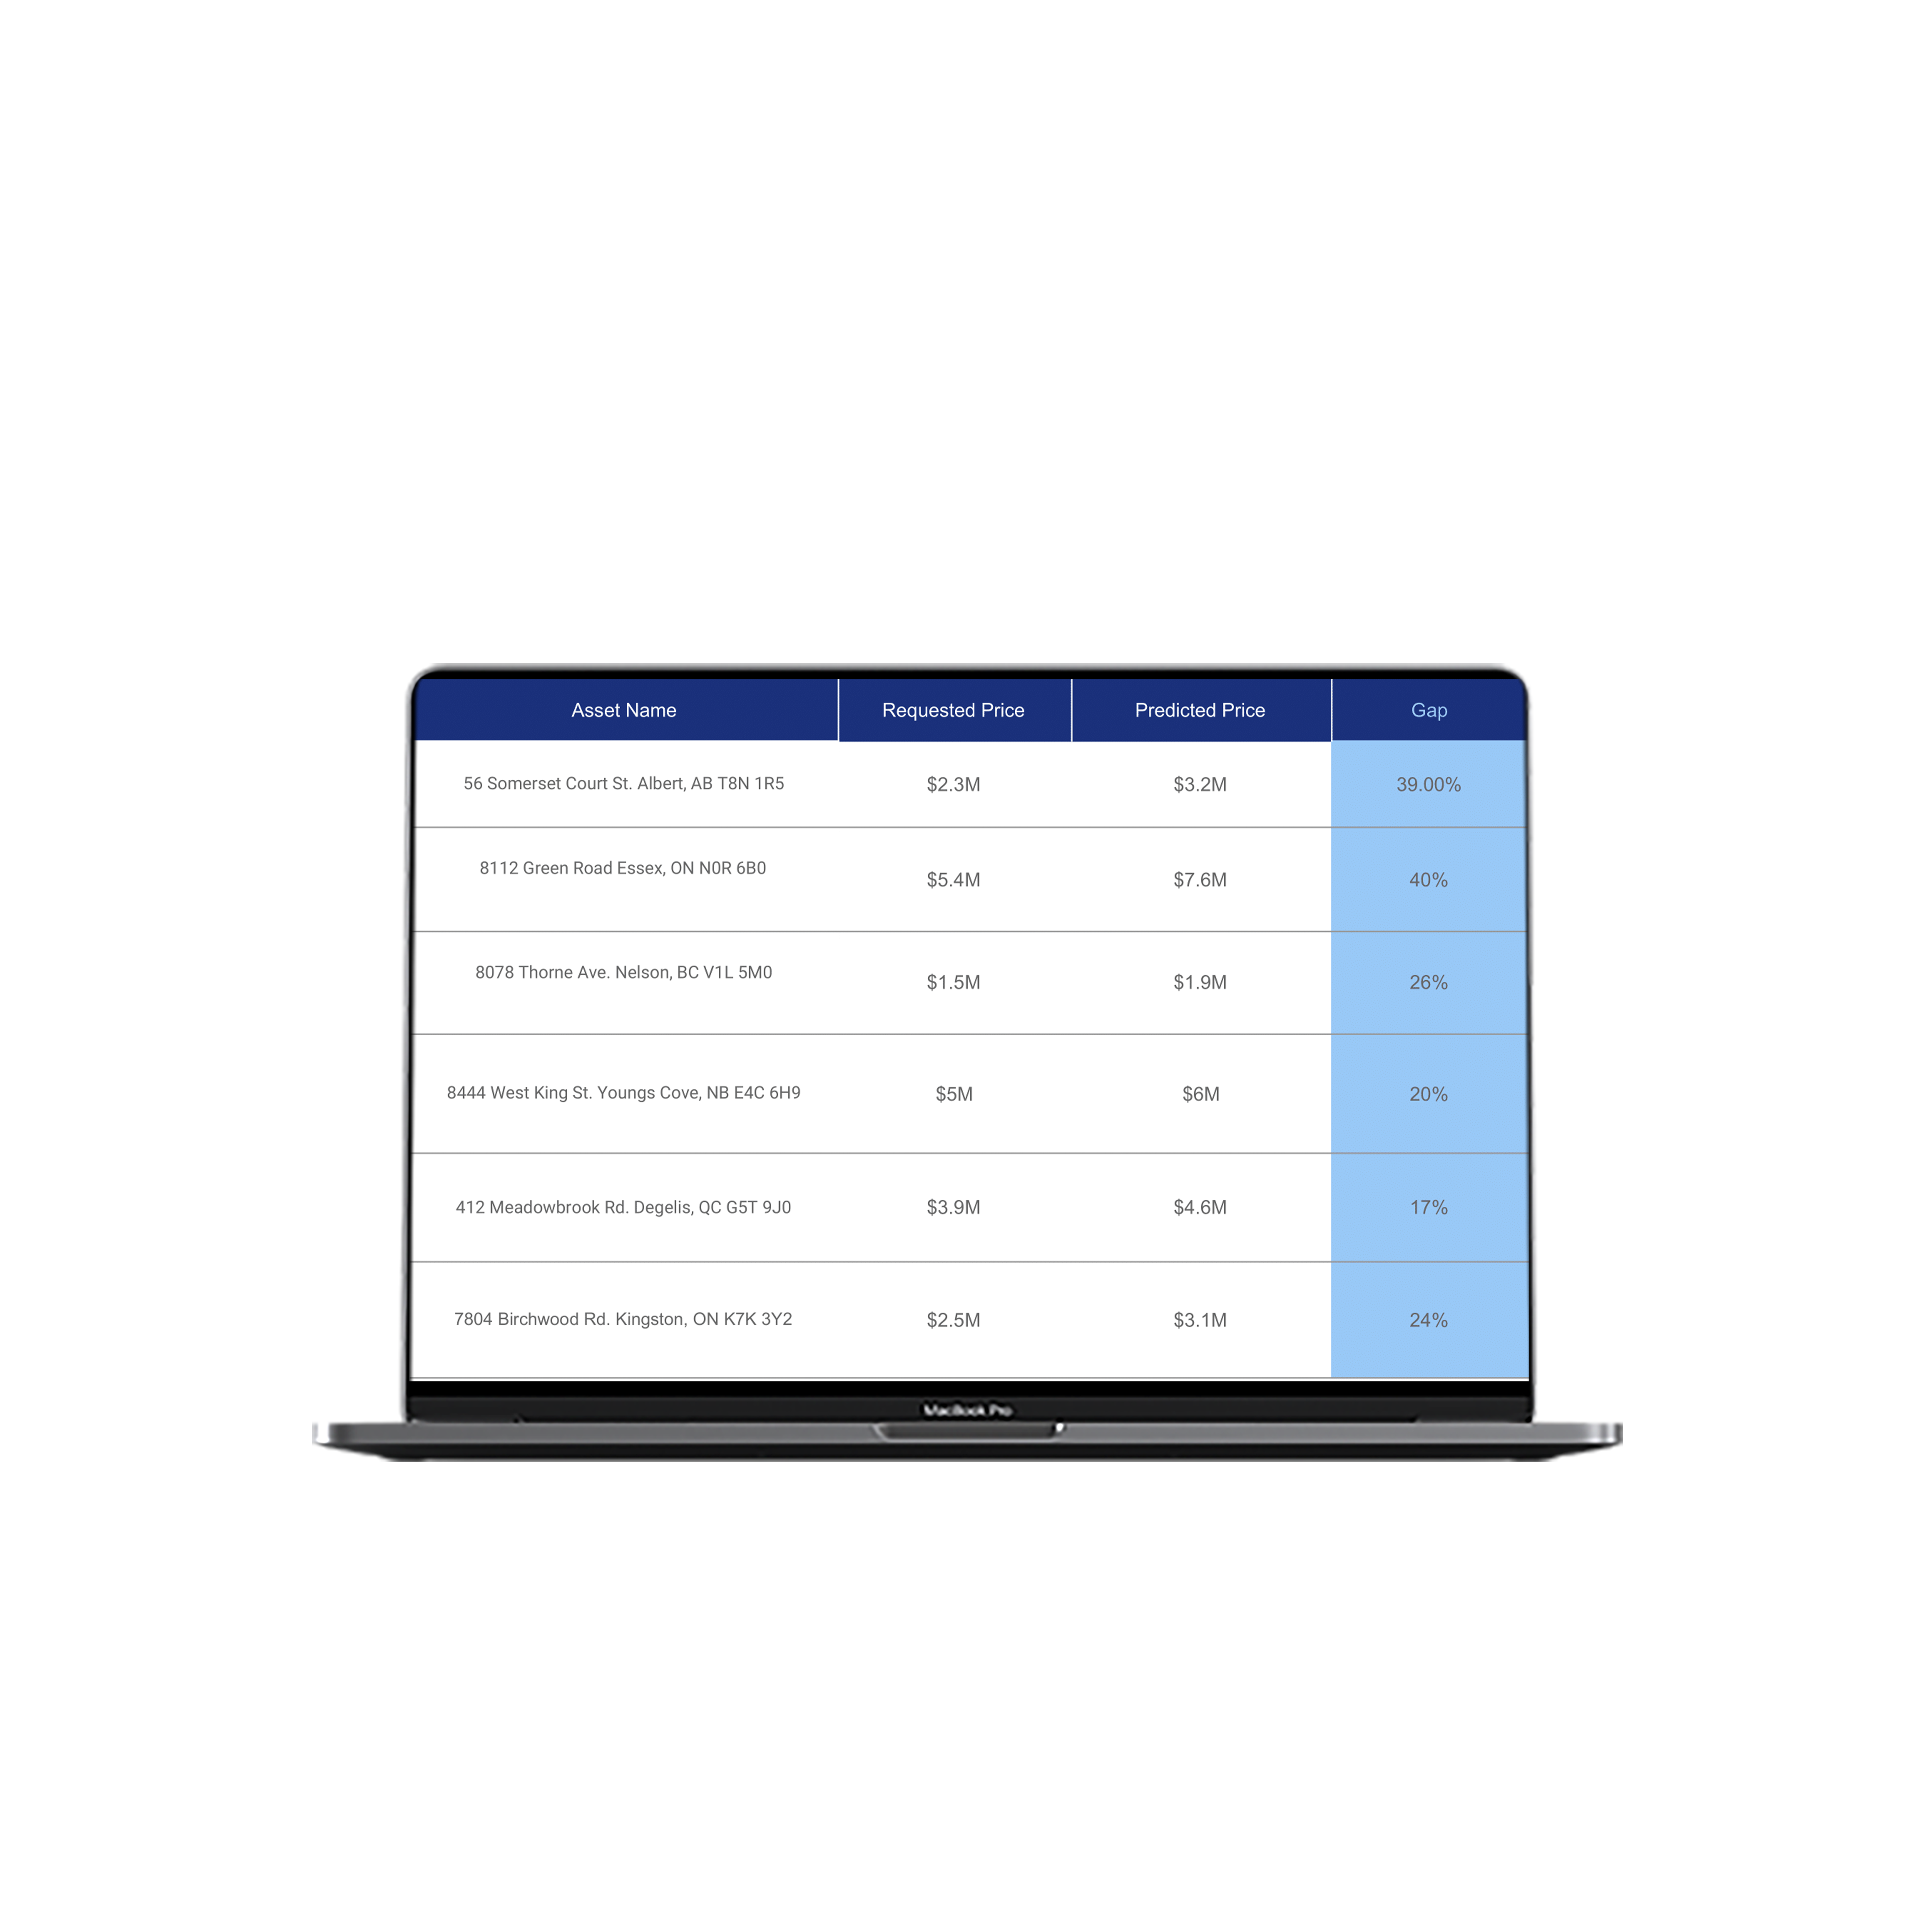 Asset Name Requested Price Predicted Price Gap
56 Somerset Court St. Albert, AB T8N 1R5 $2.3M $3.2M 39.00%
8112 Green Road Essex, ON N0R 6B0 $5.4M $7.6M 40%
8078 Thorne Ave. Nelson, BC V1L 5M0 $1.5M $1.9M 26%
8444 West King St. Youngs Cove, NB E4C 6H9 $5M $6M 20%
412 Meadowbrook Rd. Degelis, QC G5T 9J0 $3.9M $4.6M 17%
7804 Birchwood Rd. Kingston, ON K7K 3Y2 $2.5M $3.1M 24%
MacBook Pro